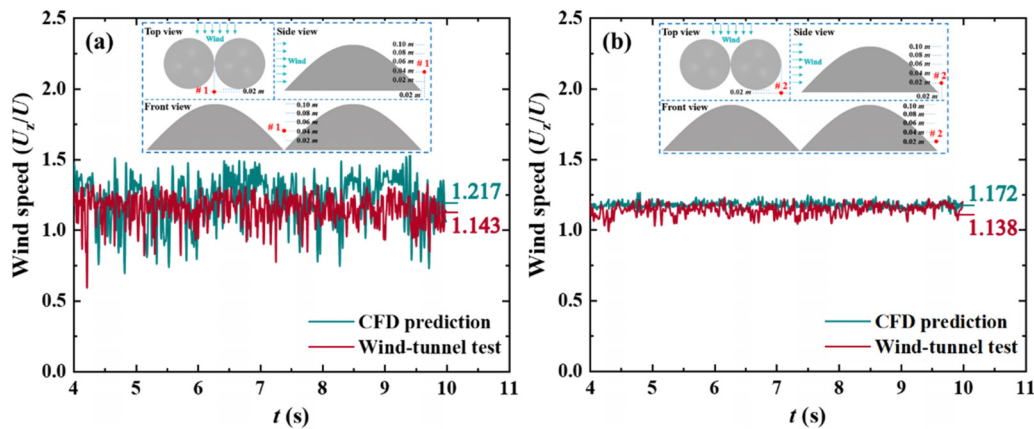 (a)
Top view
Wind
# 1
0.02 m
Side view
Wind
0.10 m
0.08 m
0.06 m
0.04 m
0.02 m
# 1
0.02 m
Front view
# 1
0.10 m
0.08 m
0.06 m
0.04 m
0.02 m
1.217
1.143
CFD prediction
Wind-tunnel test
Wind speed (Uz/U)
2.5
2.0
1.5
1.0
0.5
0.0
4 5 6 7 8 9 10 11
t (s)
(b)
Top view
Wind
# 2
0.02 m
Side view
Wind
0.10 m
0.08 m
0.06 m
0.04 m
0.02 m
# 2
0.02 m
Front view
0.10 m
0.08 m
0.06 m
0.04 m
0.02 m
# 2
1.172
1.138
CFD prediction
Wind-tunnel test
Wind speed (Uz/U)
2.5
2.0
1.5
1.0
0.5
0.0
4 5 6 7 8 9 10 11
t (s)